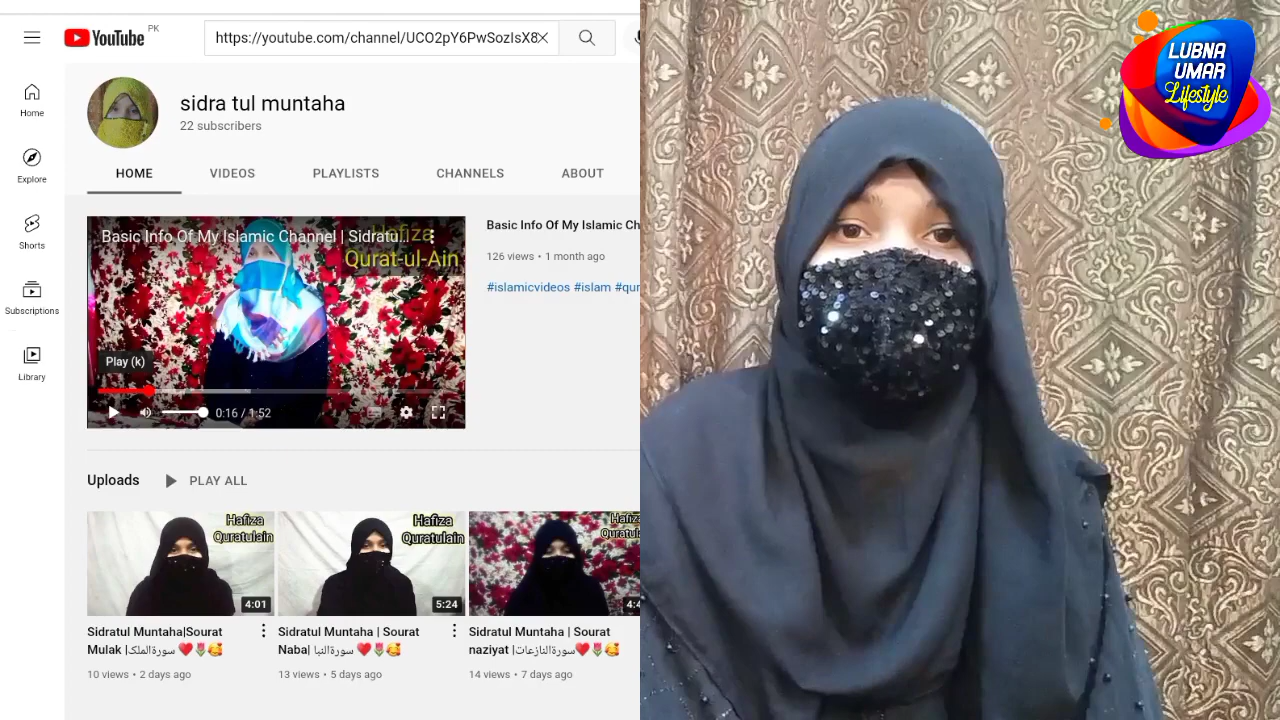 YouTube PK
https://youtube.com/channel/UCO2pY6PwSozIsX8
Home
Explore
Shorts
Subscriptions
Library
sidra tul muntaha
22 subscribers
HOME VIDEOS PLAYLISTS CHANNELS ABOUT
Basic Info Of My Islamic Channel | Sidratu...
Hafiza
Qurat-ul-Ain
Play (k)
0:16 / 1:52
Basic Info Of My Islamic Ch
126 views • 1 month ago
#islamicvideos #islam #qur
Uploads PLAY ALL
Hafiza
Quratulain
4:01
Sidratul Muntaha|Sourat
Mulak |سورۃالملک ❤️🌷🥰
10 views • 2 days ago
Hafiza
Quratulain
5:24
Sidratul Muntaha | Sourat
Naba| سورۃالنبا ❤️🌷🥰
13 views • 5 days ago
Sidratul Muntaha | Sourat
naziyat |سورۃالنازعات❤️🌷🥰
14 views • 7 days ago
LUBNA
UMAR
Lifestyle